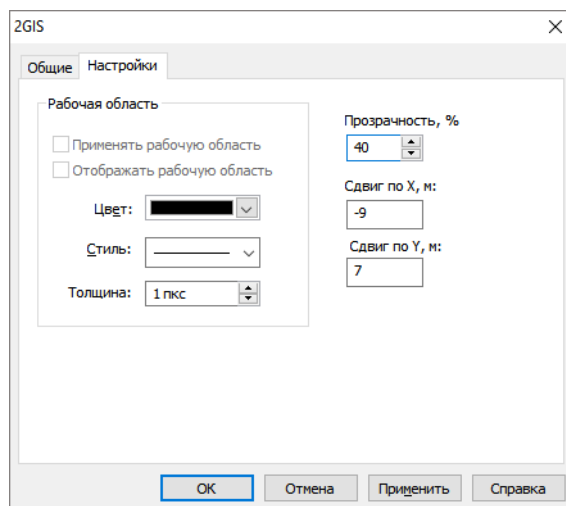 2GIS
Общие Настройки
Рабочая область
Применять рабочую область
Отображать рабочую область
Цвет:
Стиль:
Толщина: 1 пкс
Прозрачность, %
40
Сдвиг по X, м:
-9
Сдвиг по Y, м:
7
ОК Отмена Применить Справка